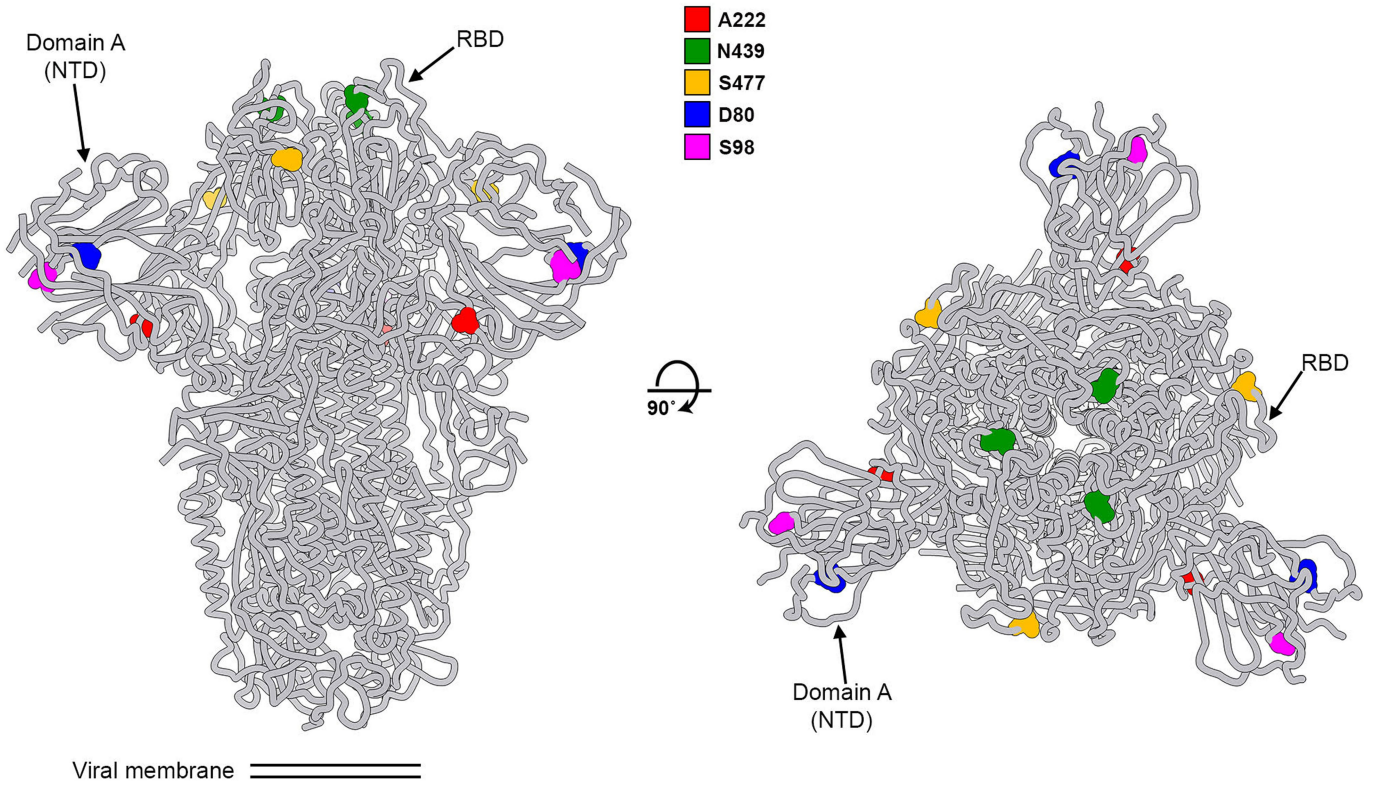 Domain A
(NTD)
RBD
A222
N439
S477
D80
S98
90°
RBD
Domain A
(NTD)
Viral membrane